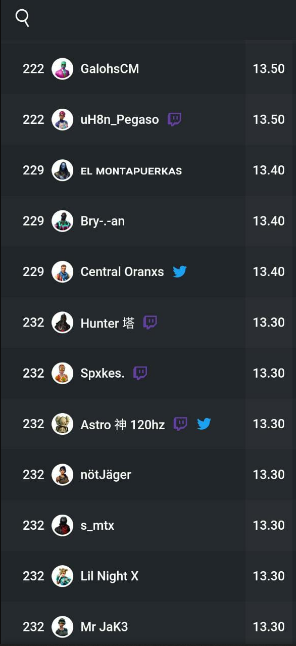 222 GalohsCM 13.50
222 uH8n_Pegaso 13.50
229 EL MONTAPUERKAS 13.40
229 Bry-.-an 13.40
229 Central Oranxs 13.40
232 Hunter 塔 13.30
232 Spxkes. 13.30
232 Astro 神 120hz 13.30
232 nötJäger 13.30
232 s_mtx 13.30
232 Lil Night X 13.30
232 Mr JaK3 13.30